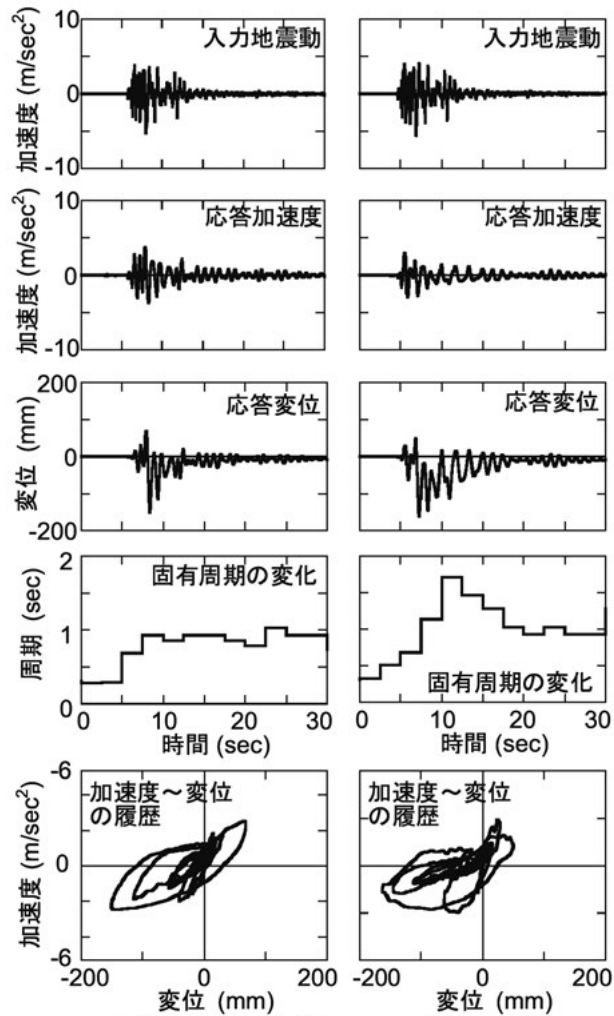 加速度 (m/sec²)
10
0
-10
入力地震動
入力地震動
加速度 (m/sec²)
10
0
-10
応答加速度
応答加速度
変位 (mm)
200
0
-200
応答変位
応答変位
周期 (sec)
2
1
0
固有周期の変化
固有周期の変化
0 10 20 30
0 10 20 30
時間 (sec)
時間 (sec)
加速度 (m/sec²)
-6
0
-6
加速度～変位
の履歴
加速度～変位
の履歴
-200 0 200
-200 0 200
変位 (mm)
変位 (mm)